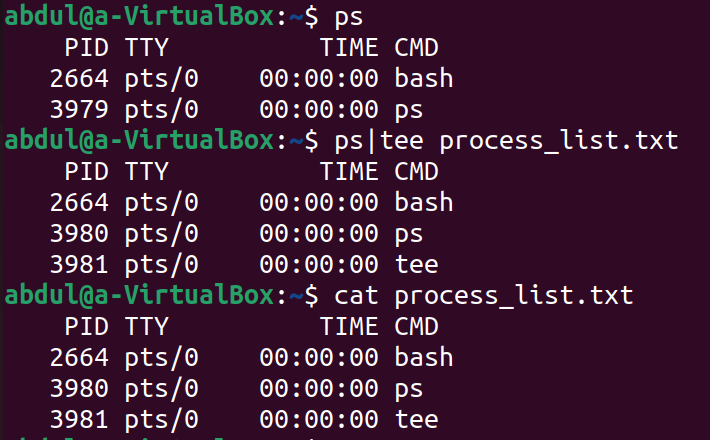 abdul@a-VirtualBox:~$ ps
    PID TTY          TIME CMD
   2664 pts/0    00:00:00 bash
   3979 pts/0    00:00:00 ps
abdul@a-VirtualBox:~$ ps|tee process_list.txt
    PID TTY          TIME CMD
   2664 pts/0    00:00:00 bash
   3980 pts/0    00:00:00 ps
   3981 pts/0    00:00:00 tee
abdul@a-VirtualBox:~$ cat process_list.txt
    PID TTY          TIME CMD
   2664 pts/0    00:00:00 bash
   3980 pts/0    00:00:00 ps
   3981 pts/0    00:00:00 tee